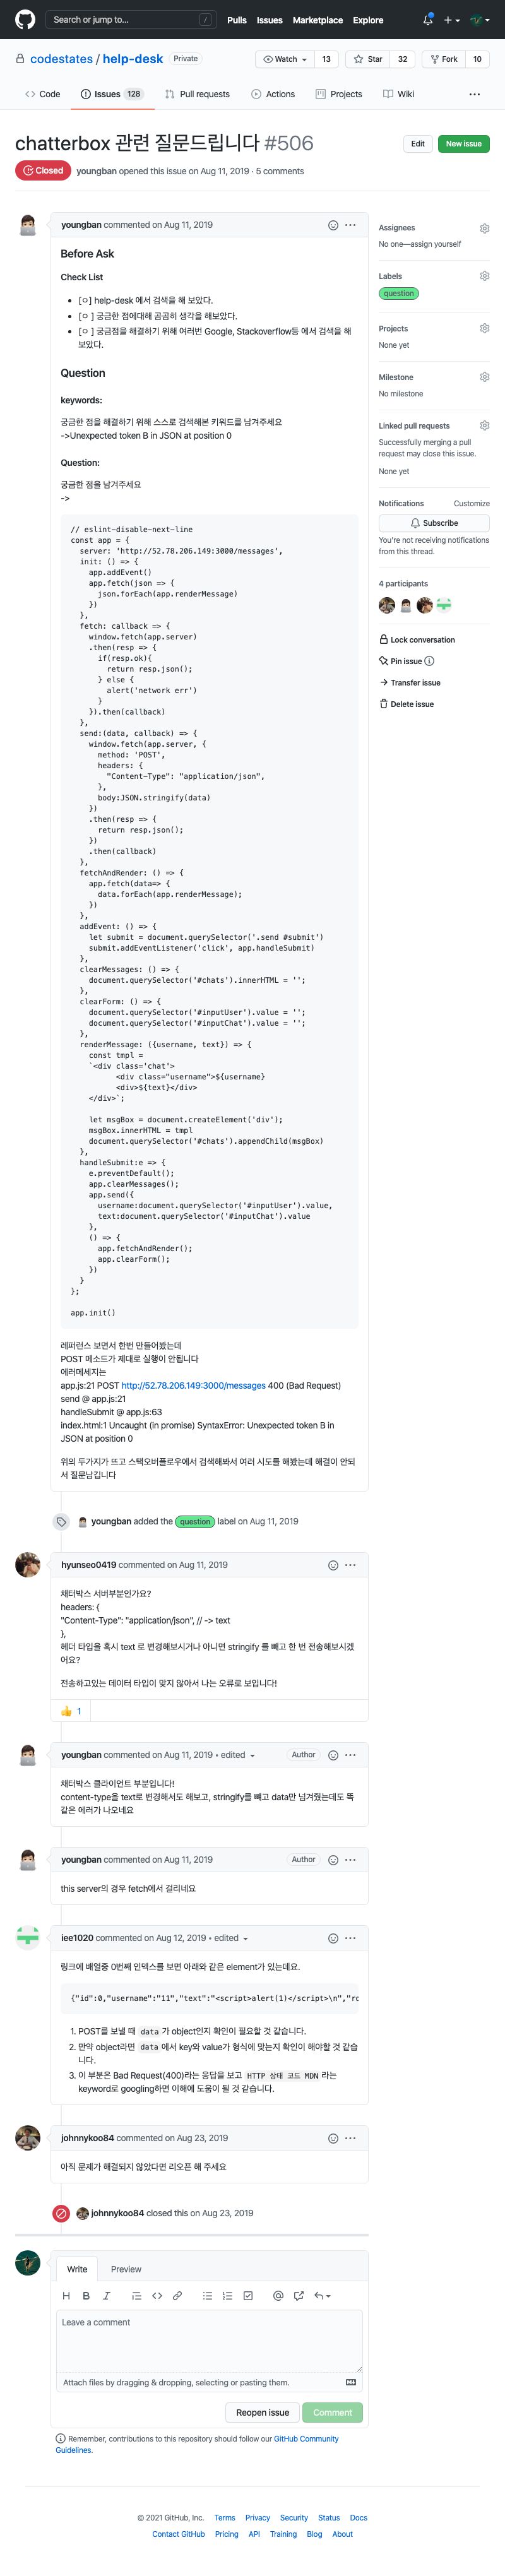 Search or jump to...
/
Pulls
Issues
Marketplace
Explore
codestates / help-desk
Private
Watch
13
Star
32
Fork
10
Code
Issues
128
Pull requests
Actions
Projects
Wiki
chatterbox 관련 질문드립니다 #506
Edit
New issue
Closed
youngban opened this issue on Aug 11, 2019 · 5 comments
youngban commented on Aug 11, 2019
Before Ask
Check List
• [ㅇ] help-desk 에서 검색을 해 보았다.
• [ㅇ ] 궁금한 점에대해 곰곰히 생각을 해보았다.
• [ㅇ ] 궁금점을 해결하기 위해 여러번 Google, Stackoverflow등 에서 검색을 해
보았다.
Question
keywords:
궁금한 점을 해결하기 위해 스스로 검색해본 키워드를 남겨주세요
->Unexpected token B in JSON at position 0
Question:
궁금한 점을 남겨주세요
->
// eslint-disable-next-line
const app = {
server: 'http://52.78.206.149:3000/messages',
init: () => {
app.addEvent()
app.fetch(json => {
json.forEach(app.renderMessage)
})
},
fetch: callback => {
window.fetch(app.server)
.then(resp => {
if(resp.ok){
return resp.json();
} else {
alert('network err')
}
}).then(callback)
},
send:(data, callback) => {
window.fetch(app.server, {
method: 'POST',
headers: {
"Content-Type": "application/json",
},
body:JSON.stringify(data)
})
.then(resp => {
return resp.json();
})
.then(callback)
},
fetchAndRender: () => {
app.fetch(data=> {
data.forEach(app.renderMessage);
})
},
addEvent: () => {
let submit = document.querySelector('.send #submit')
submit.addEventListener('click', app.handleSubmit)
},
clearMessages: () => {
document.querySelector('#chats').innerHTML = '';
},
clearForm: () => {
document.querySelector('#inputUser').value = '';
document.querySelector('#inputChat').value = '';
},
renderMessage: ({username, text}) => {
const tmpl =
`<div class='chat'>
<div class="username">${username}
<div>${text}</div>
</div>`;
let msgBox = document.createElement('div');
msgBox.innerHTML = tmpl
document.querySelector('#chats').appendChild(msgBox)
},
handleSubmit:e => {
e.preventDefault();
app.clearMessages();
app.send({
username:document.querySelector('#inputUser').value,
text:document.querySelector('#inputChat').value
},
() => {
app.fetchAndRender();
app.clearForm();
})
}
};
app.init()
레퍼런스 보면서 한번 만들어봤는데
POST 메소드가 제대로 실행이 안됩니다
에러메세지는
app.js:21 POST http://52.78.206.149:3000/messages 400 (Bad Request)
send @ app.js:21
handleSubmit @ app.js:63
index.html:1 Uncaught (in promise) SyntaxError: Unexpected token B in
JSON at position 0
위의 두가지가 뜨고 스택오버플로우에서 검색해봐서 여러 시도를 해봤는데 해결이 안되
서 질문남깁니다
youngban added the question label on Aug 11, 2019
hyunseo0419 commented on Aug 11, 2019
채터박스 서버부분인가요?
headers: {
"Content-Type": "application/json", // -> text
},
헤더 타입을 혹시 text 로 변경해보시거나 아니면 stringify 를 빼고 한 번 전송해보시겠
어요?
전송하고있는 데이터 타입이 맞지 않아서 나는 오류로 보입니다!
👍 1
youngban commented on Aug 11, 2019 • edited
Author
채터박스 클라이언트 부분입니다!
content-type을 text로 변경해서도 해보고, stringify를 빼고 data만 넘겨줬는데도 똑
같은 에러가 나오네요
youngban commented on Aug 11, 2019
Author
this server의 경우 fetch에서 걸리네요
iee1020 commented on Aug 12, 2019 • edited
링크에 배열중 0번째 인덱스를 보면 아래와 같은 element가 있는데요.
{"id":0,"username":"11","text":"<script>alert(1)</script>\n","ro
1. POST를 보낼 때 data 가 object인지 확인이 필요할 것 같습니다.
2. 만약 object라면 data 에서 key와 value가 형식에 맞는지 확인이 해야할 것 같습니
다.
3. 이 부분은 Bad Request(400)라는 응답을 보고 HTTP 상태 코드 MDN 라는
keyword로 googling하면 이해에 도움이 될 것 같습니다.
johnnykoo84 commented on Aug 23, 2019
아직 문제가 해결되지 않았다면 리오픈 해 주세요
johnnykoo84 closed this on Aug 23, 2019
Write
Preview
Leave a comment
Attach files by dragging & dropping, selecting or pasting them.
Reopen issue
Comment
Remember, contributions to this repository should follow our GitHub Community
Guidelines.
Assignees
No one—assign yourself
Labels
question
Projects
None yet
Milestone
No milestone
Linked pull requests
Successfully merging a pull
request may close this issue.
None yet
Notifications
Customize
Subscribe
You're not receiving notifications
from this thread.
4 participants
Lock conversation
Pin issue
Transfer issue
Delete issue
© 2021 GitHub, Inc.
Terms
Privacy
Security
Status
Docs
Contact GitHub
Pricing
API
Training
Blog
About